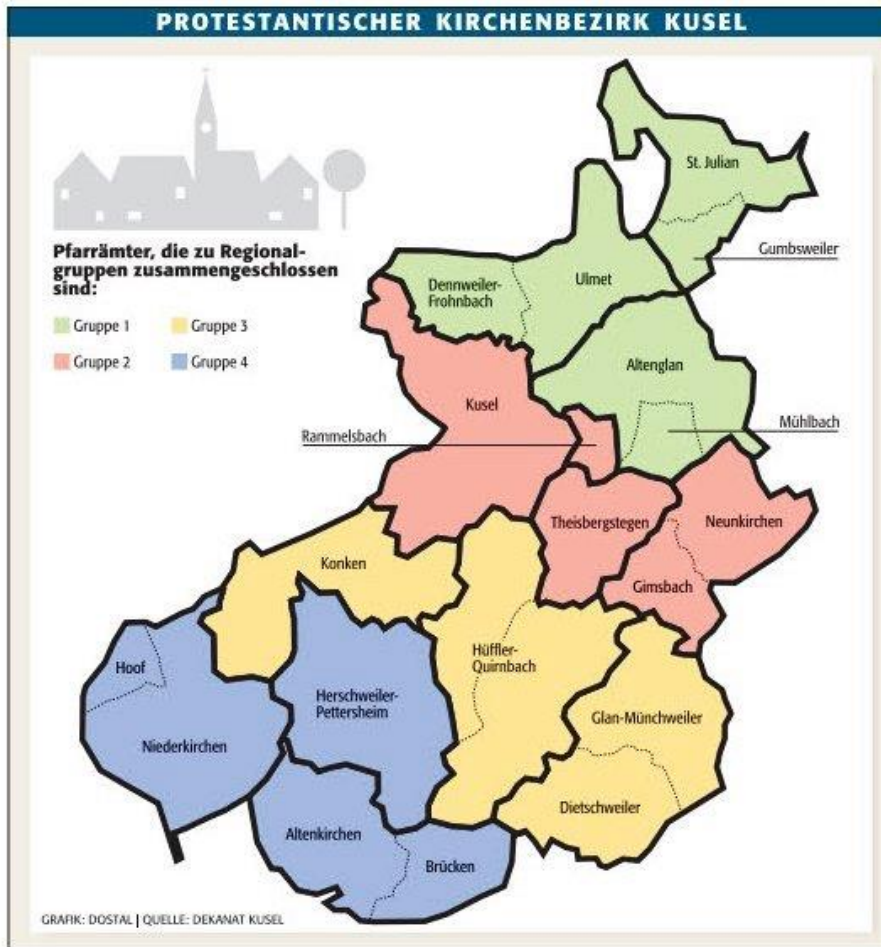 PROTESTANTISCHER KIRCHENBEZIRK KUSEL
Pfarrämter, die zu Regional-
gruppen zusammengeschlossen
sind:
Gruppe 1
Gruppe 3
Gruppe 2
Gruppe 4
St. Julian
Gumbsweiler
Dennweiler-
Frohnbach
Ulmet
Altenglan
Kusel
Mühlbach
Rammelsbach
Theisbergstegen
Neunkirchen
Konken
Gimsbach
Hoof
Hüffler-
Quirnbach
Herschweiler-
Pettersheim
Glan-Münchweiler
Niederkirchen
Dietschweiler
Altenkirchen
Brücken
GRAFIK: DOSTAL | QUELLE: DEKANAT KUSEL